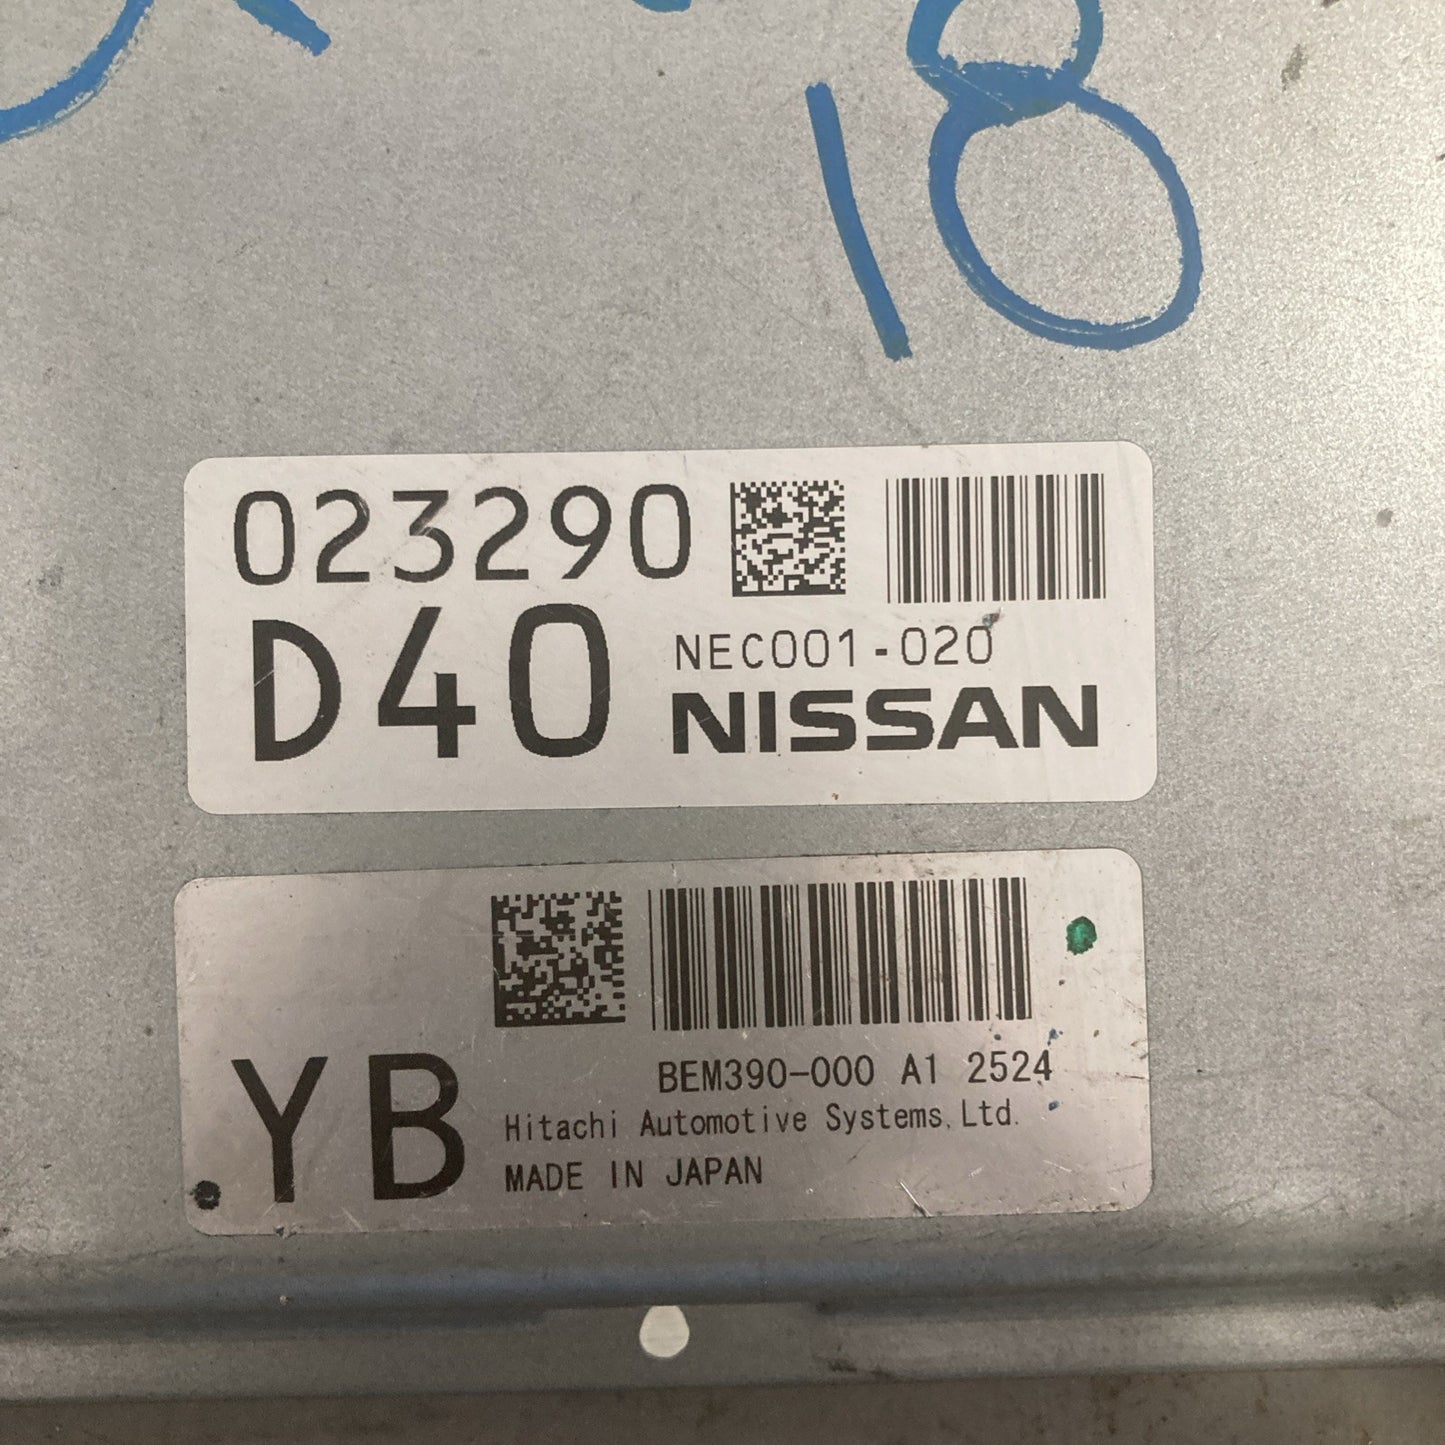 18
023290
D40
NEC001-020
NISSAN
YB
BEM390-000 A1 2524
Hitachi Automotive Systems,Ltd.
MADE IN JAPAN